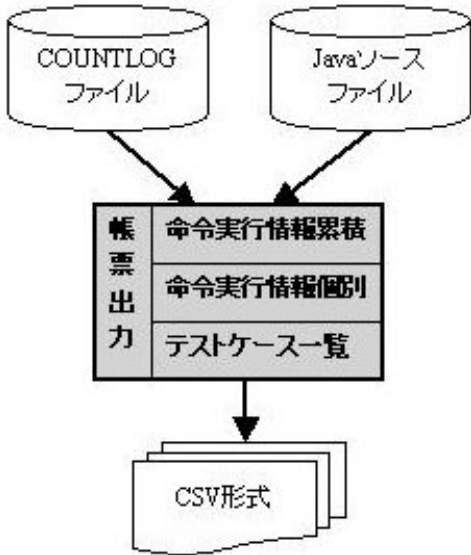 COUNTLOG
ファイル
Javaソース
ファイル
帳票出力
命令実行情報累積
命令実行情報個別
テストケース一覧
CSV形式